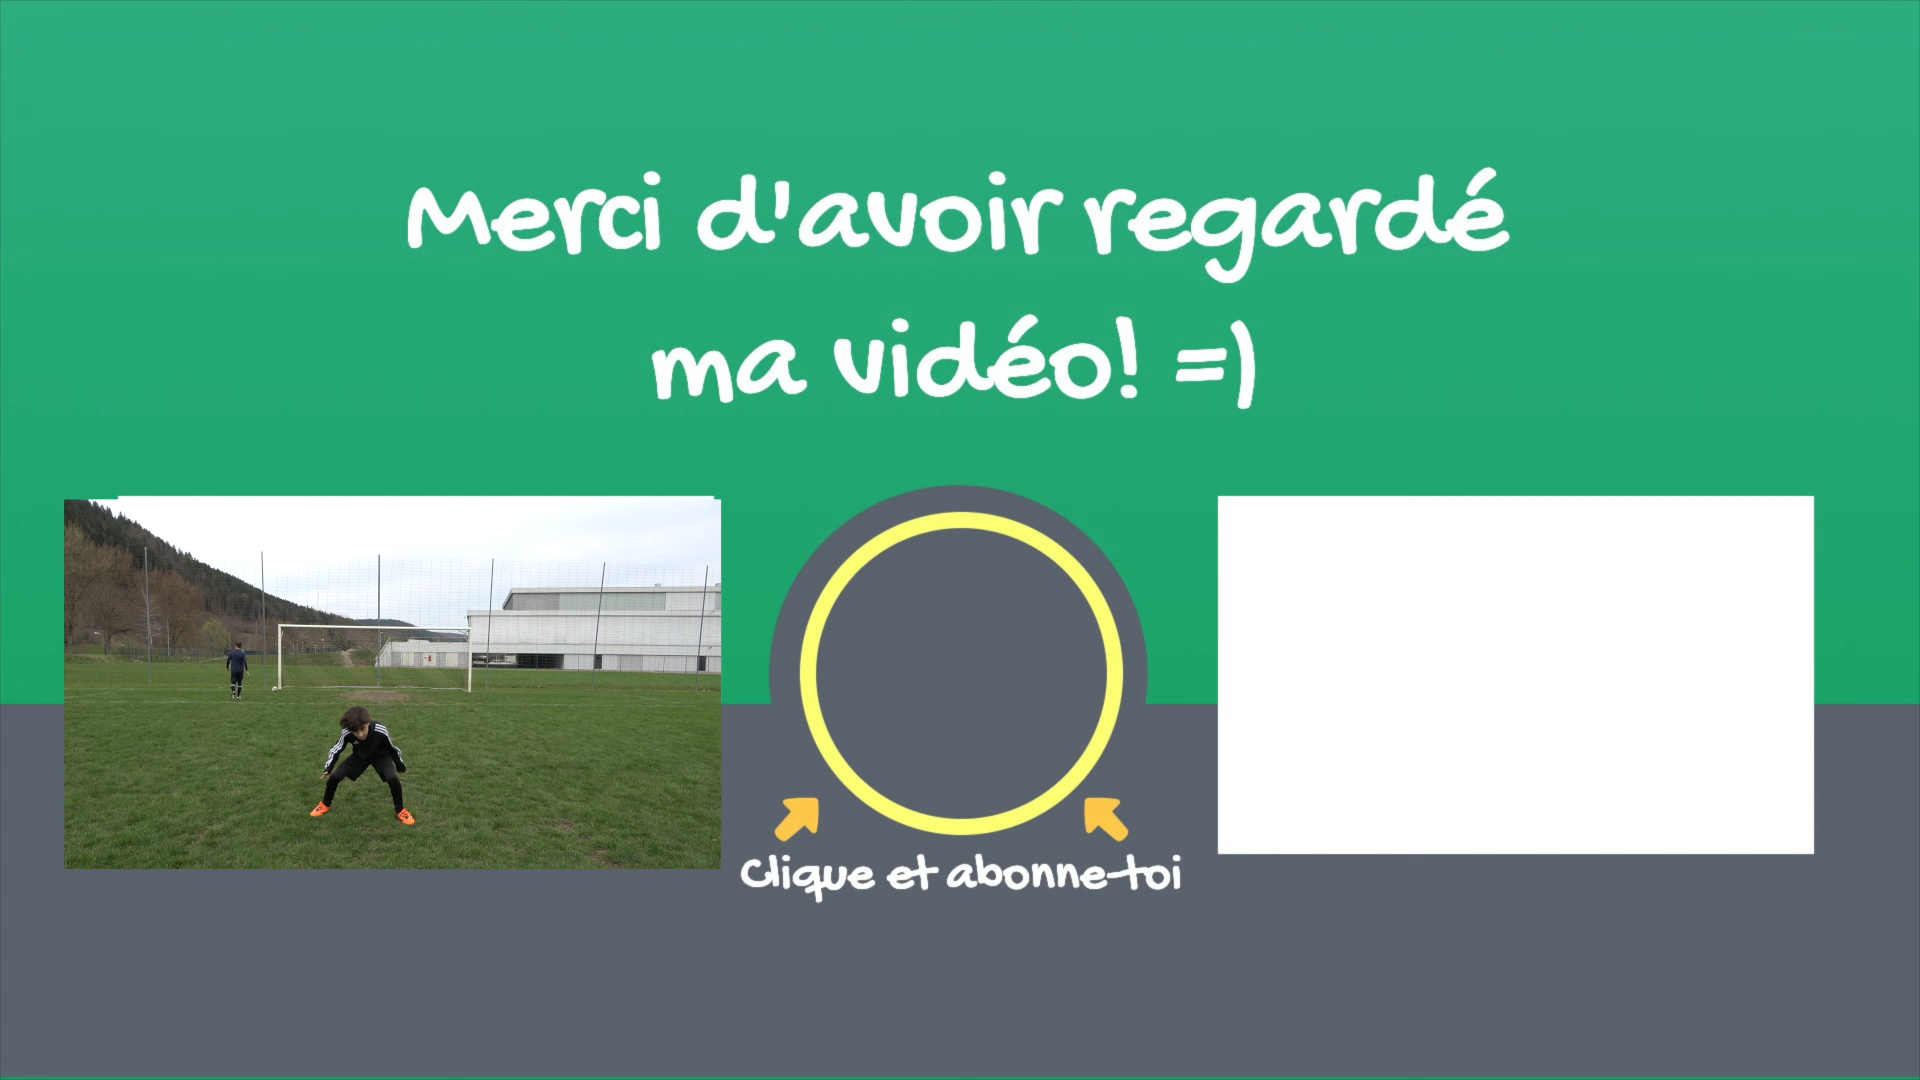 Merci d'avoir regardé
ma vidéo! =)
Clique et abonne-toi